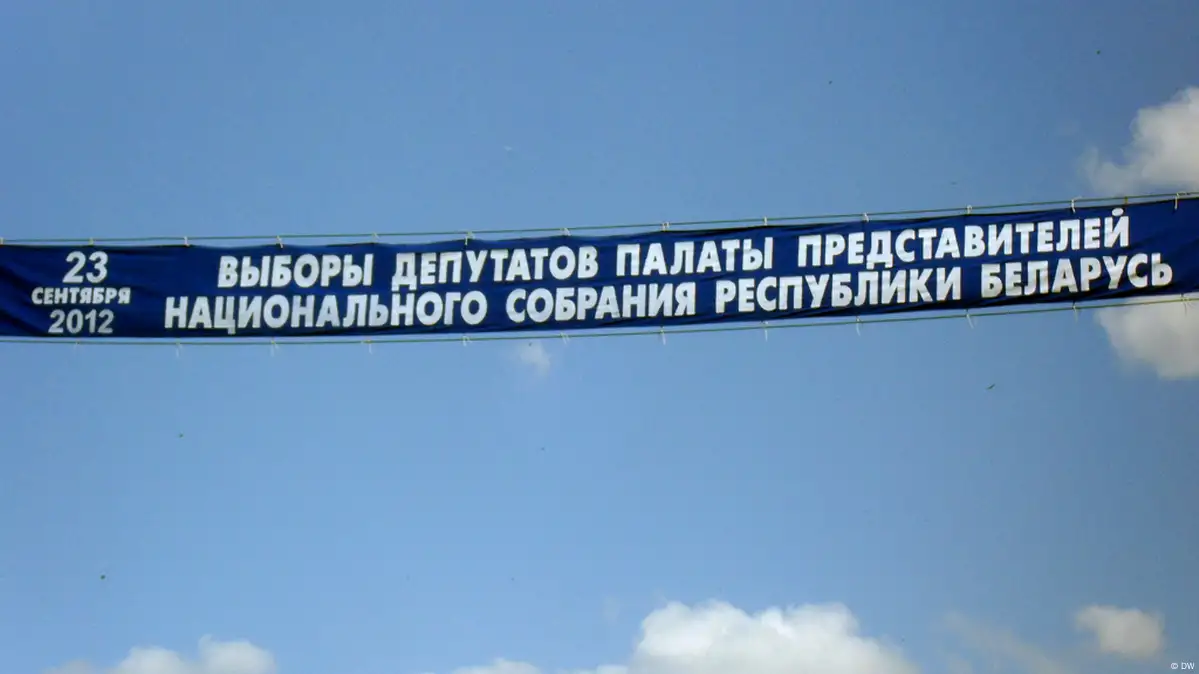 23
СЕНТЯБРЯ
2012
ВЫБОРЫ ДЕПУТАТОВ ПАЛАТЫ ПРЕДСТАВИТЕЛЕЙ
НАЦИОНАЛЬНОГО СОБРАНИЯ РЕСПУБЛИКИ БЕЛАРУСЬ
© DW